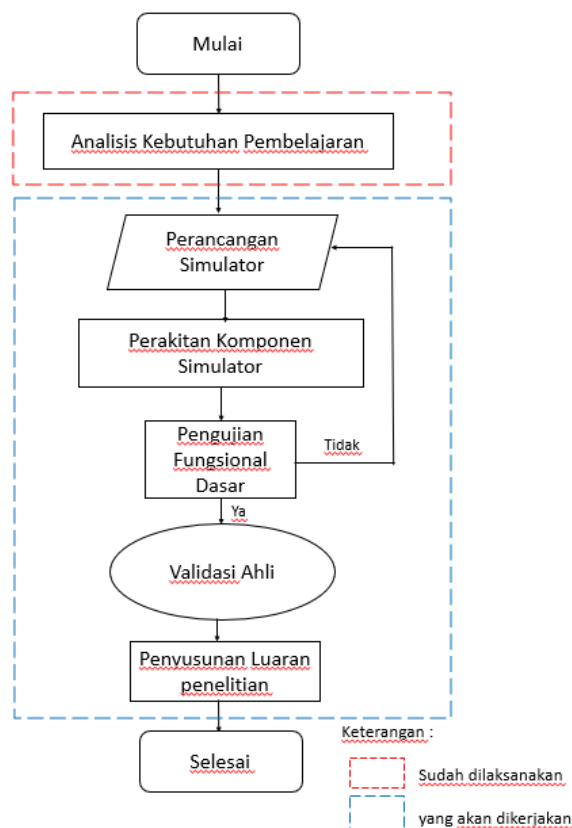 Mulai
Analisis Kebutuhan Pembelajaran
Perancangan
Simulator
Perakitan Komponen
Simulator
Pengujian
Fungsional
Dasar
Tidak
Ya
Validasi Ahli
Penyusunan Luaran
penelitian
Selesai
Keterangan :
Sudah dilaksanakan
yang akan dikerjakan